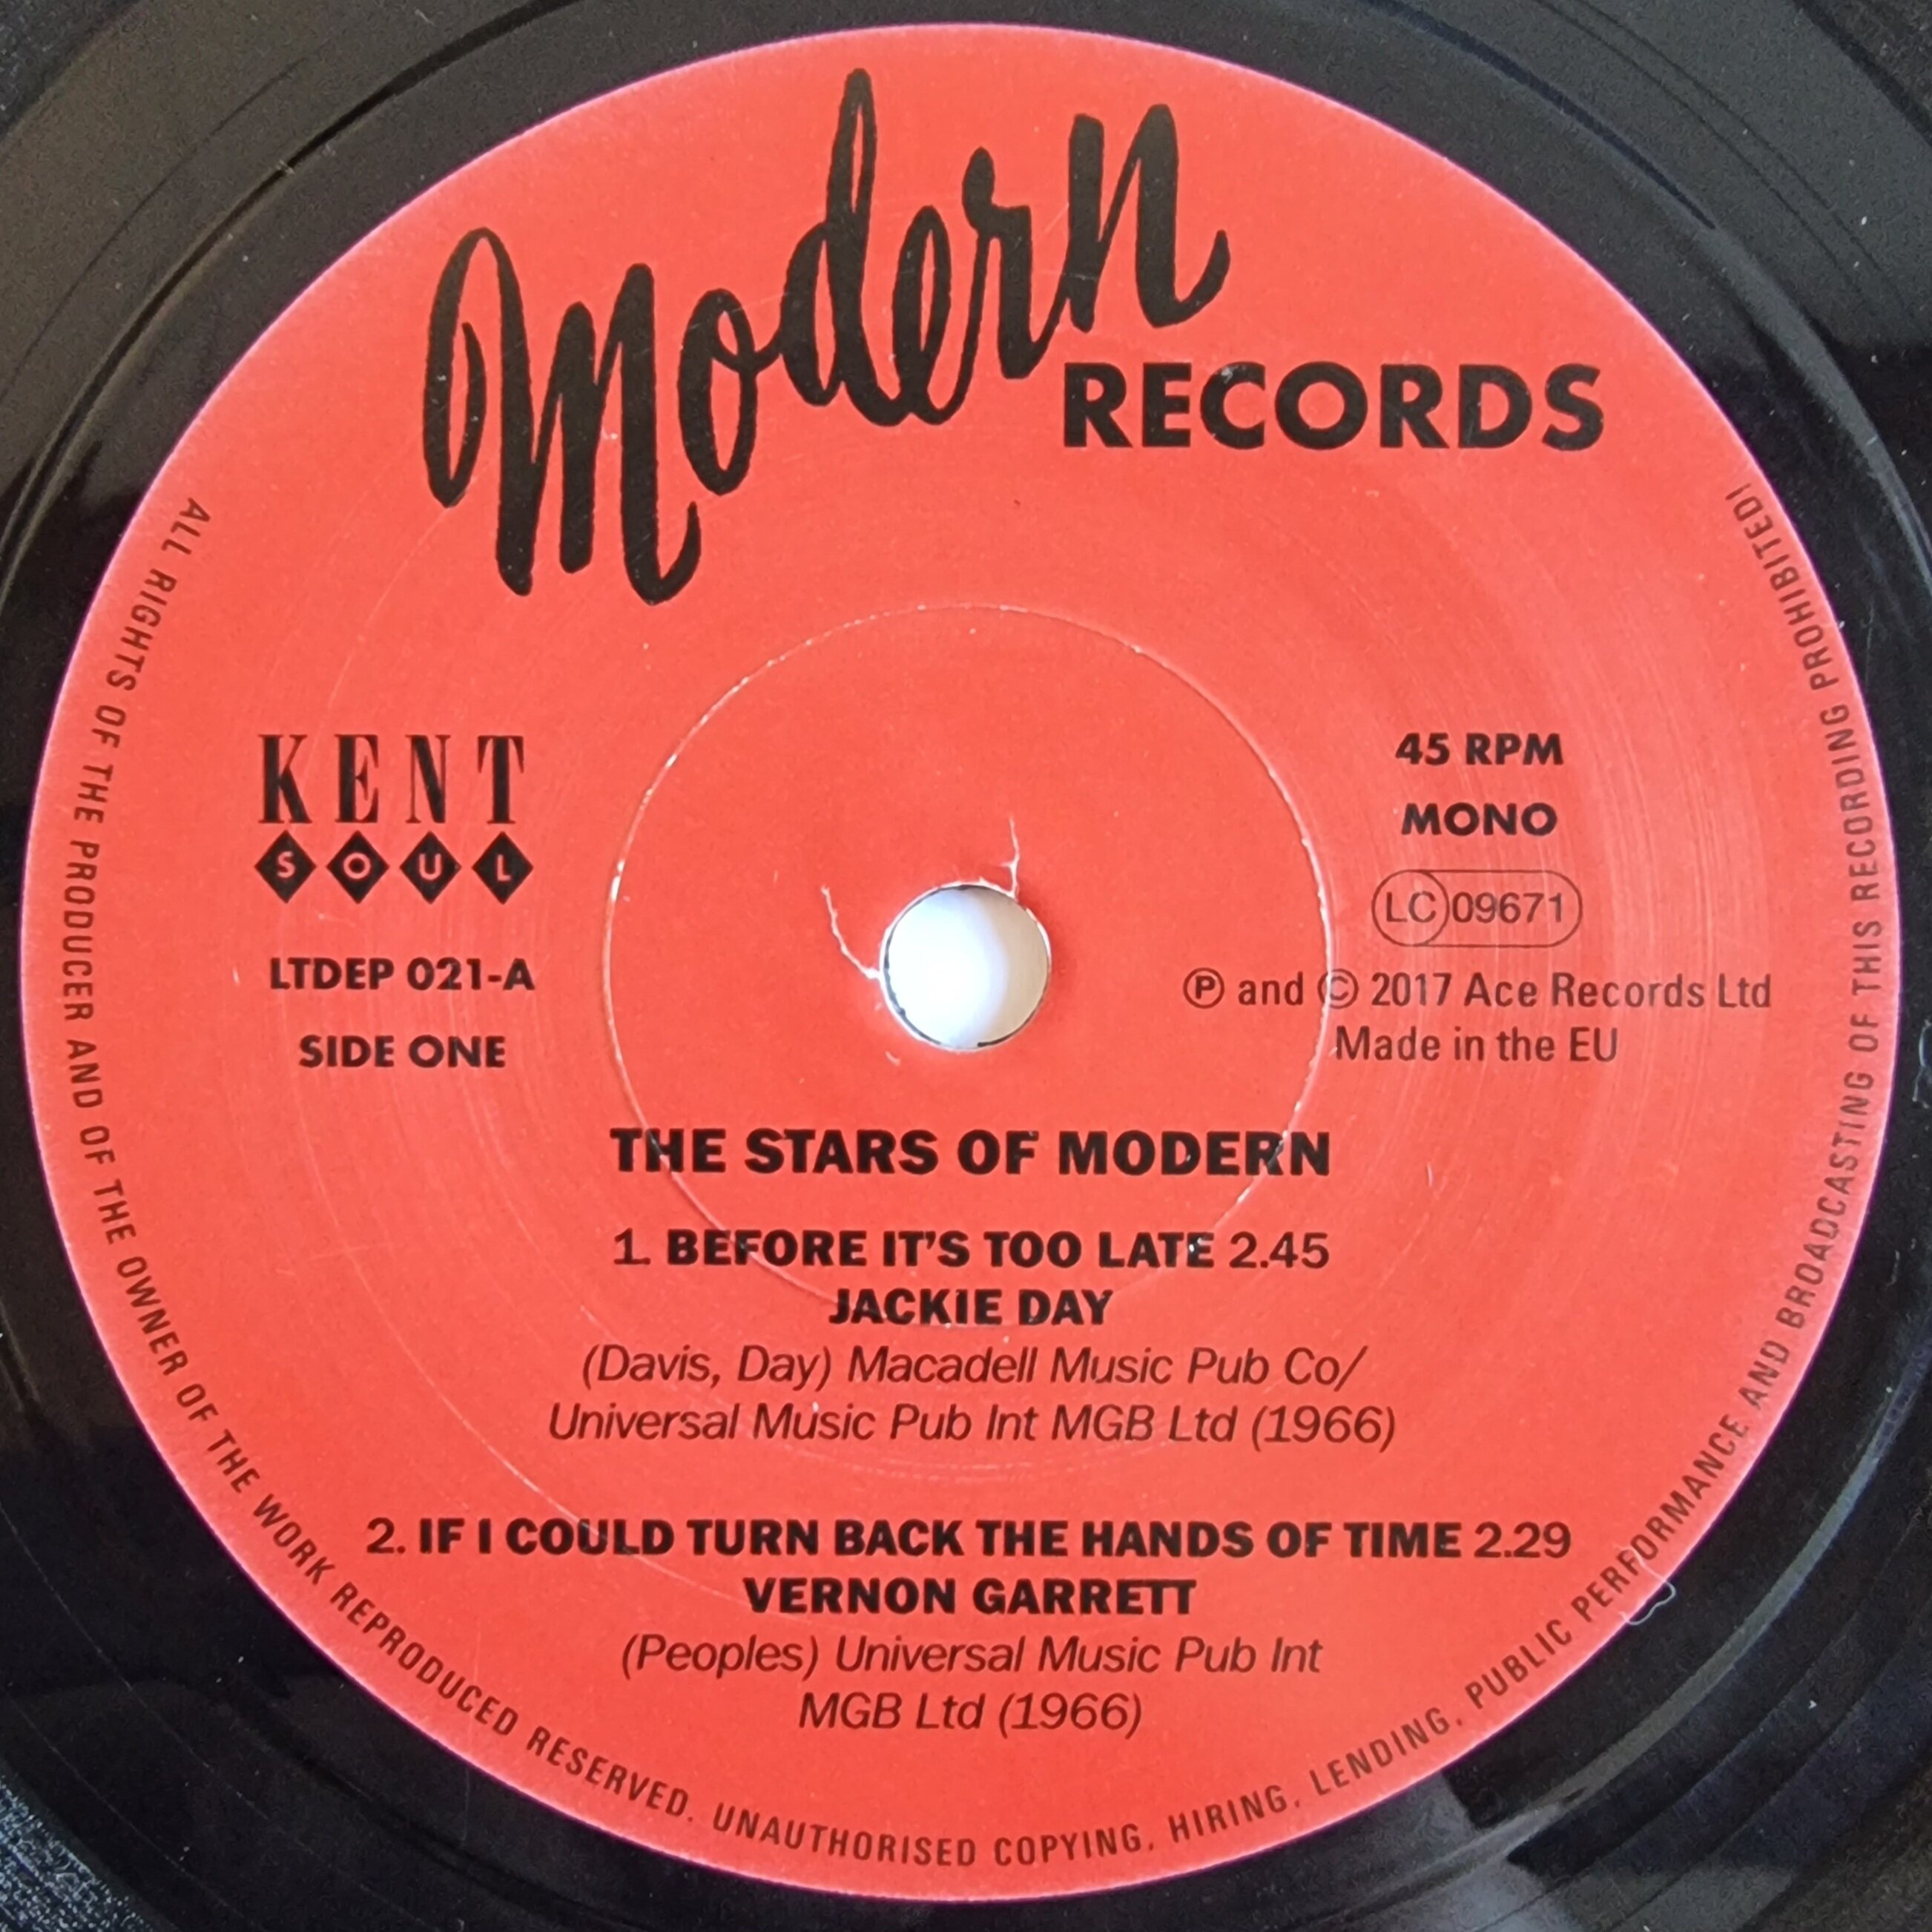 Modern
RECORDS
KENT
SOUL
LTDEP 021-A
SIDE ONE
45 RPM
MONO
LC 09671
Ⓟ and © 2017 Ace Records Ltd
Made in the EU
THE STARS OF MODERN
1. BEFORE IT'S TOO LATE 2.45
JACKIE DAY
(Davis, Day) Macadell Music Pub Co/
Universal Music Pub Int MGB Ltd (1966)
2. IF I COULD TURN BACK THE HANDS OF TIME 2.29
VERNON GARRETT
(Peoples) Universal Music Pub Int
MGB Ltd (1966)
ALL RIGHTS OF THE PRODUCER AND OF THE OWNER OF THE WORK REPRODUCED RESERVED. UNAUTHORISED COPYING, HIRING, LENDING, PUBLIC PERFORMANCE AND BROADCASTING OF THIS RECORDING PROHIBITED!